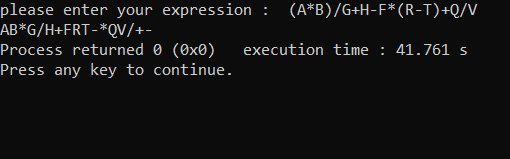 please enter your expression :  (A*B)/G+H-F*(R-T)+Q/V
AB*G/H+FRT-*QV/+-
Process returned 0 (0x0)   execution time : 41.761 s
Press any key to continue.